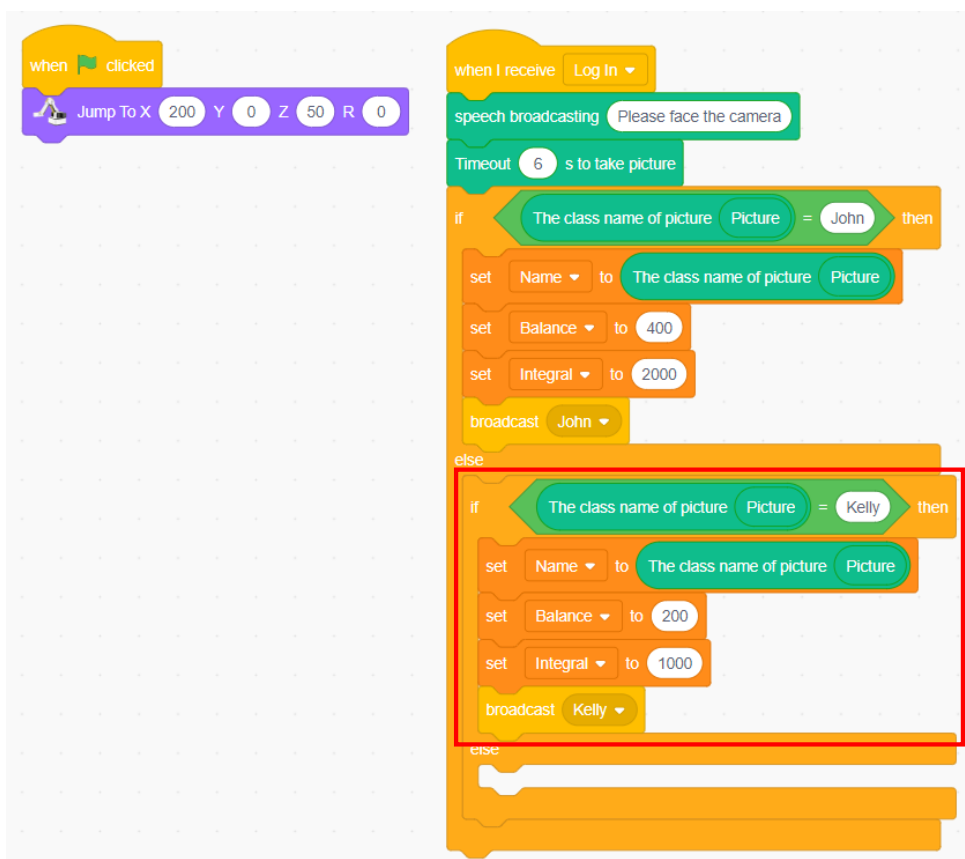 when clicked
Jump To X 200 Y 0 Z 50 R 0
when I receive Log In
speech broadcasting Please face the camera
Timeout 6 s to take picture
if The class name of picture Picture = John then
set Name to The class name of picture Picture
set Balance to 400
set Integral to 2000
broadcast John
else
if The class name of picture Picture = Kelly then
set Name to The class name of picture Picture
set Balance to 200
set Integral to 1000
broadcast Kelly
else